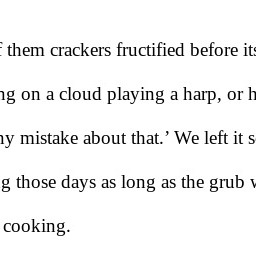 f them crackers fructified before its
ng on a cloud playing a harp, or h
ny mistake about that.’ We left it s
g those days as long as the grub w
cooking.